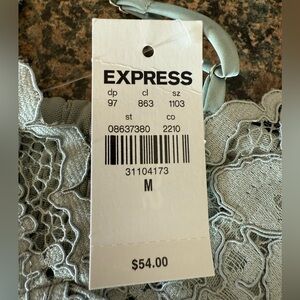 EXPRESS
dp cl sz
97 863 1103
st co
08637380 2210
31104173
M
$54.00